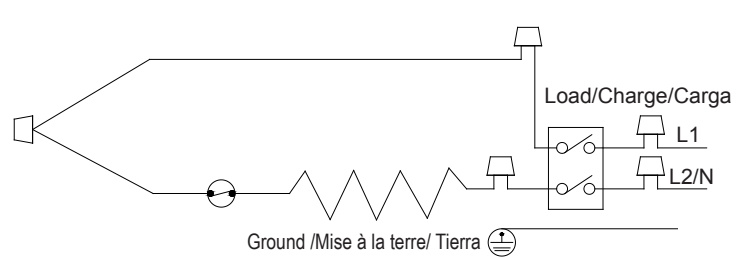 Load/Charge/Carga
L1
L2/N
Ground /Mise à la terre/ Tierra